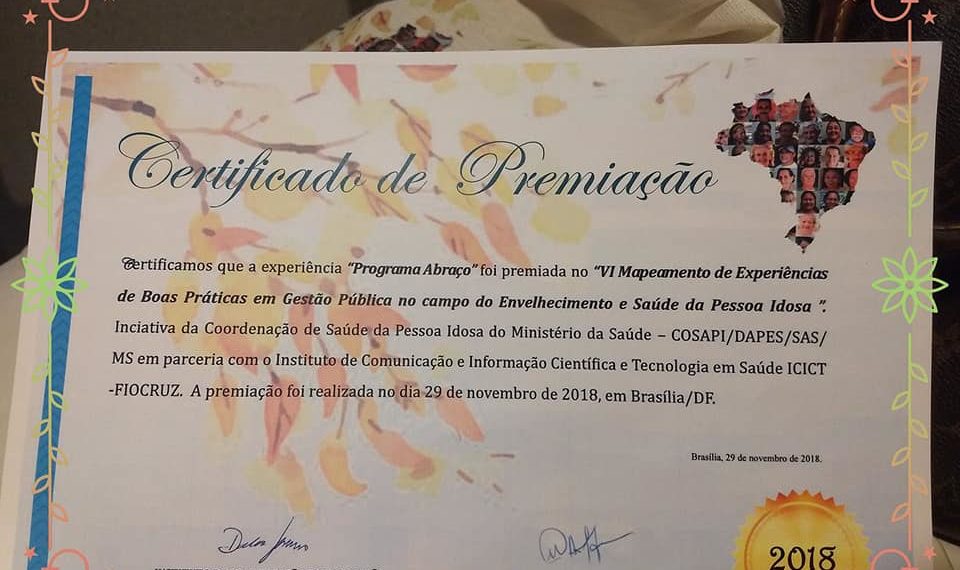 Certificado de Premiação
Certificamos que a experiência "Programa Abraço" foi premiada no "VI Mapeamento de Experiências
de Boas Práticas em Gestão Pública no campo do Envelhecimento e Saúde da Pessoa Idosa ".
Inciativa da Coordenação de Saúde da Pessoa Idosa do Ministério da Saúde – COSAPI/DAPES/SAS/
MS em parceria com o Instituto de Comunicação e Informação Científica e Tecnologia em Saúde ICICT
-FIOCRUZ. A premiação foi realizada no dia 29 de novembro de 2018, em Brasília/DF.
Brasília, 29 de novembro de 2018.
2018